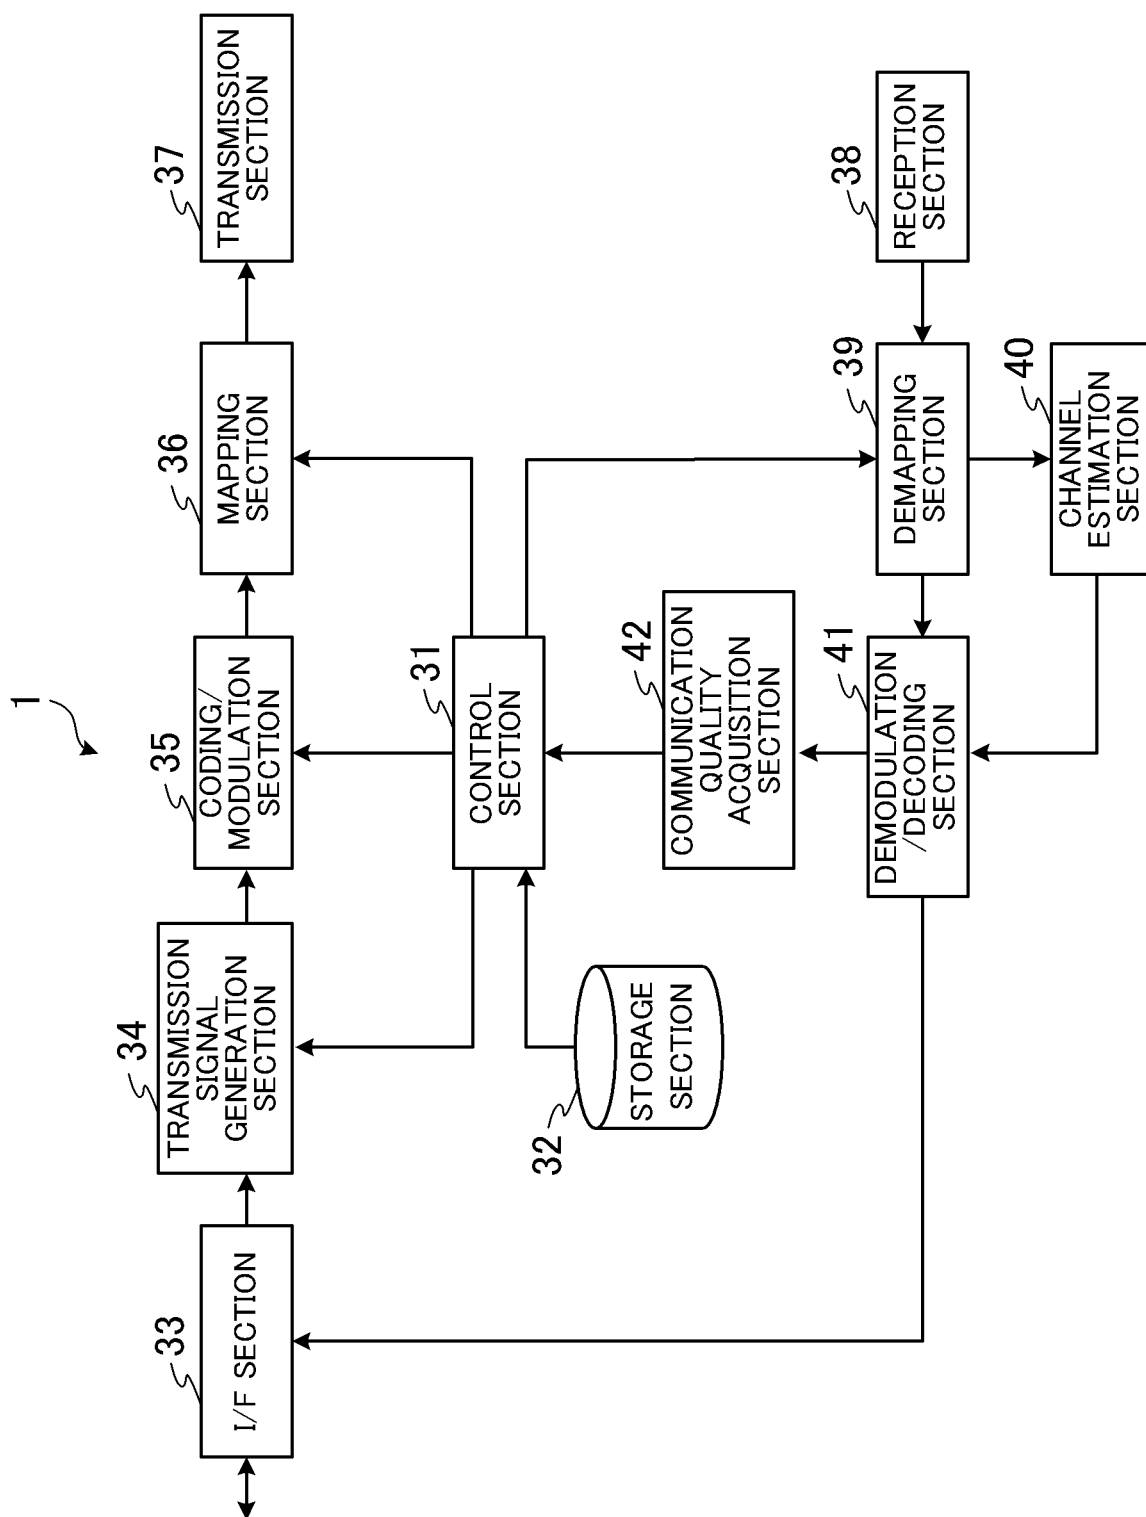 1
33
I/F SECTION
34
TRANSMISSION
SIGNAL
GENERATION
SECTION
35
CODING/
MODULATION
SECTION
36
MAPPING
SECTION
37
TRANSMISSION
SECTION
31
CONTROL
SECTION
32
STORAGE
SECTION
42
COMMUNICATION
QUALITY
ACQUISITION
SECTION
38
RECEPTION
SECTION
39
DEMAPPING
SECTION
41
DEMODULATION
/DECODING
SECTION
40
CHANNEL
ESTIMATION
SECTION